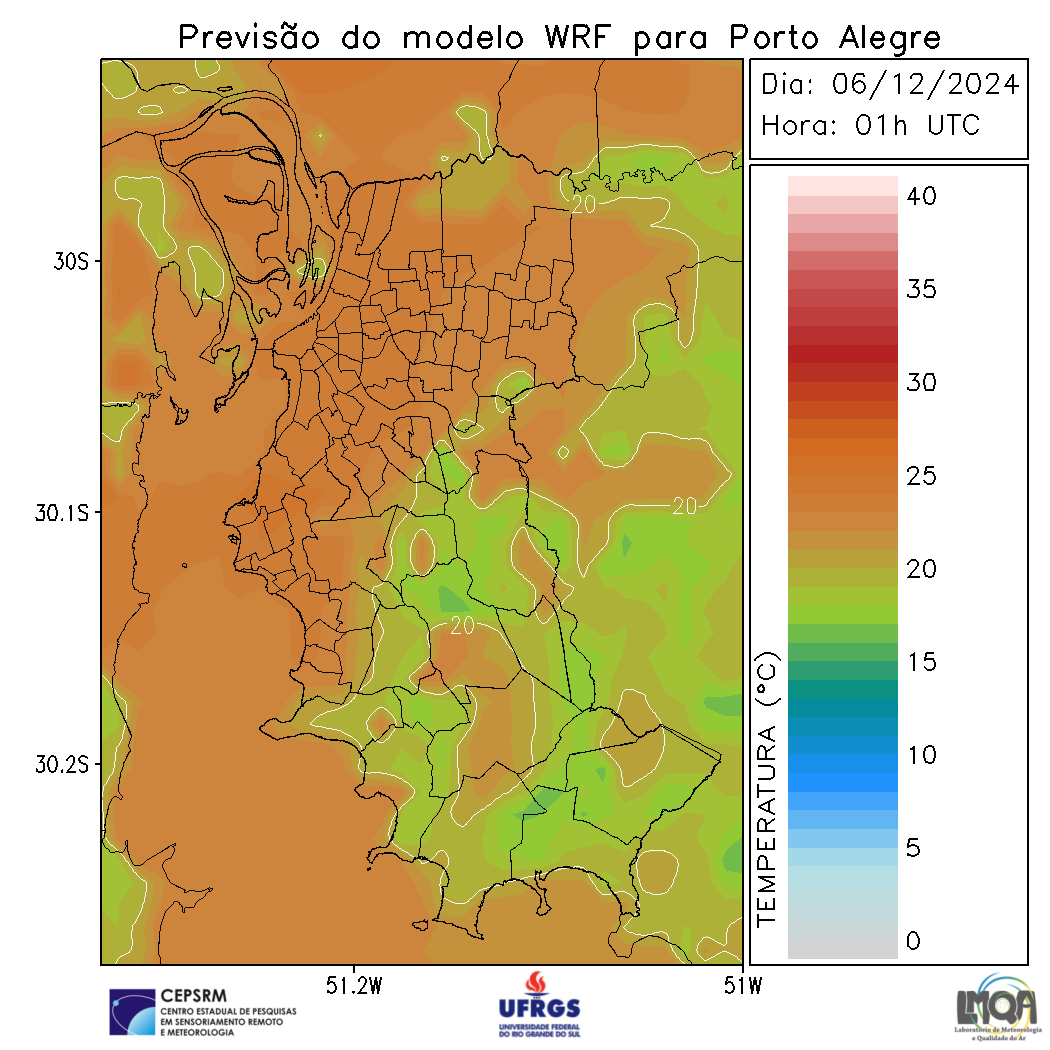 Previsão do modelo WRF para Porto Alegre
Dia: 06/12/2024
Hora: 01h UTC
30S
30.1S
30.2S
51.2W
51W
20
20
20
TEMPERATURA (°C)
40
35
30
25
20
15
10
5
0
CEPSRM
CENTRO ESTADUAL DE PESQUISAS
EM SENSORIAMENTO REMOTO
E METEOROLOGIA
UFRGS
UNIVERSIDADE FEDERAL
DO RIO GRANDE DO SUL
LMQA
Laboratório de Meteorologia
e Qualidade do Ar